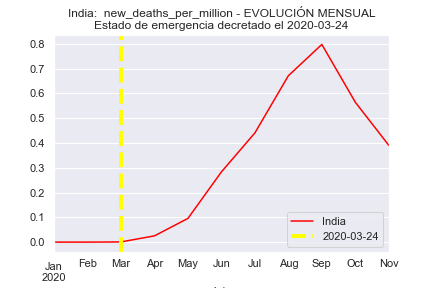 India:  new_deaths_per_million - EVOLUCIÓN MENSUAL
Estado de emergencia decretado el 2020-03-24
0.8
0.7
0.6
0.5
0.4
0.3
0.2
0.1
0.0
India
2020-03-24
Jan Feb Mar Apr May Jun Jul Aug Sep Oct Nov
2020